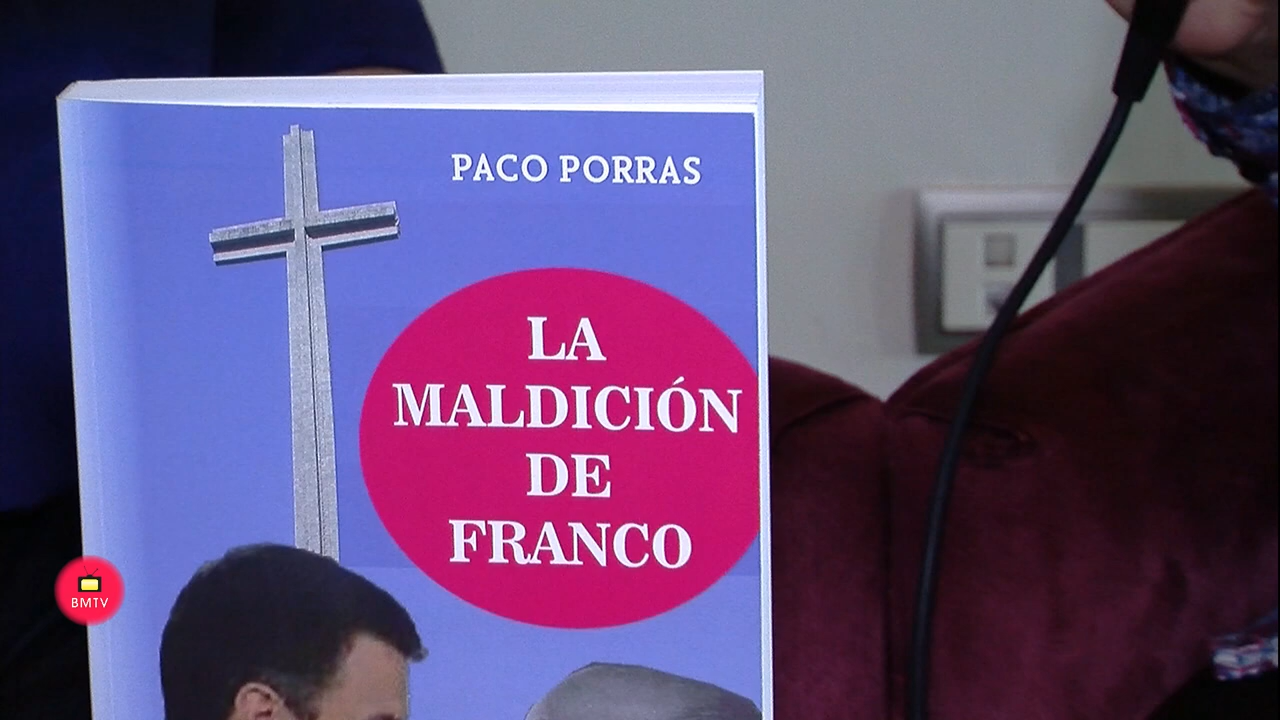 PACO PORRAS
LA
MALDICIÓN
DE
FRANCO
BMTV